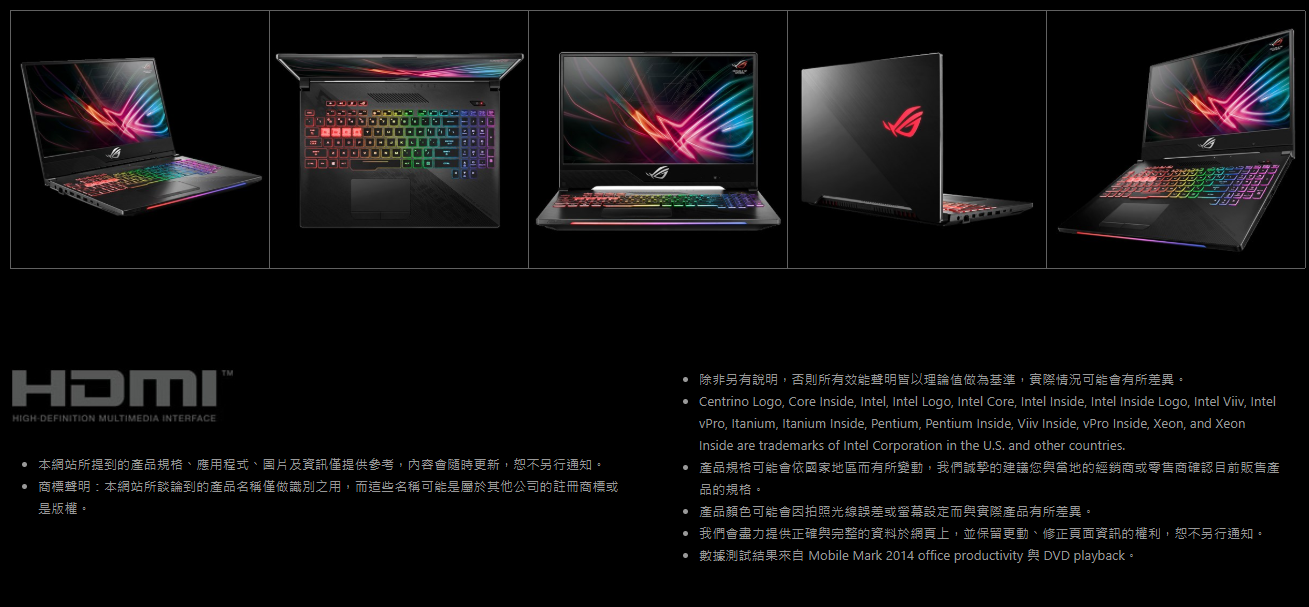 HDMI™
HIGH-DEFINITION MULTIMEDIA INTERFACE
本網站所提到的產品規格、應用程式、圖片及資訊僅提供參考，內容會隨時更新，恕不另行通知。
商標聲明：本網站所談論到的產品名稱僅做識別之用，而這些名稱可能是屬於其他公司的註冊商標或
是版權。
除非另有說明，否則所有效能聲明皆以理論值做為基準，實際情況可能會有所差異。
Centrino Logo, Core Inside, Intel, Intel Logo, Intel Core, Intel Inside, Intel Inside Logo, Intel Viiv, Intel
vPro, Itanium, Itanium Inside, Pentium, Pentium Inside, Viiv Inside, vPro Inside, Xeon, and Xeon
Inside are trademarks of Intel Corporation in the U.S. and other countries.
產品規格可能會依國家地區而有所變動，我們誠摯的建議您與當地的經銷商或零售商確認目前販售產
品的規格。
產品顏色可能會因拍照光線誤差或螢幕設定而與實際產品有所差異。
我們會盡力提供正確與完整的資料於網頁上，並保留更動、修正頁面資訊的權利，恕不另行通知。
數據測試結果來自 Mobile Mark 2014 office productivity 與 DVD playback。